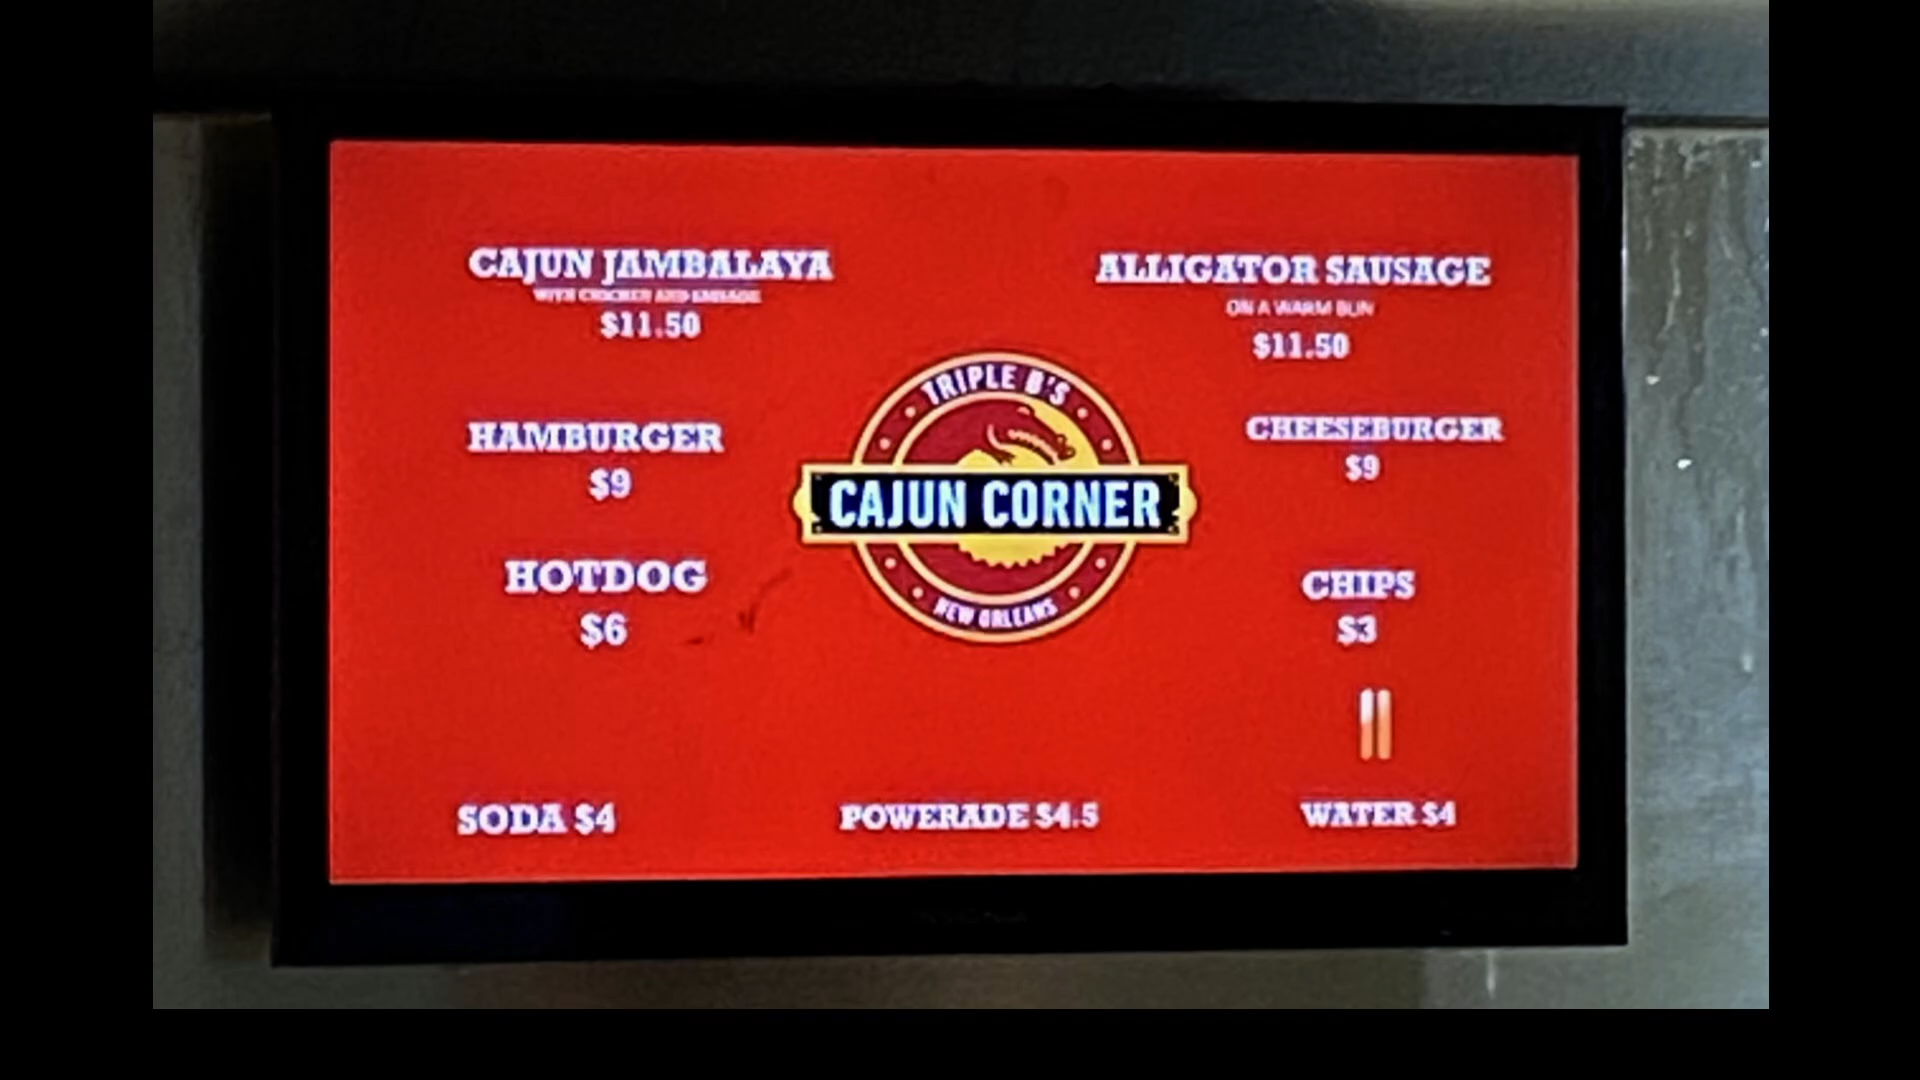 CAJUN JAMBALAYA
WITH CHICKEN AND SAUSAGE
$11.50
ALLIGATOR SAUSAGE
ON A WARM BUN
$11.50
HAMBURGER
$9
CHEESEBURGER
$9
TRIPLE B'S
CAJUN CORNER
NEW ORLEANS
HOTDOG
$6
CHIPS
$3
SODA $4
POWERADE $4.5
WATER $4